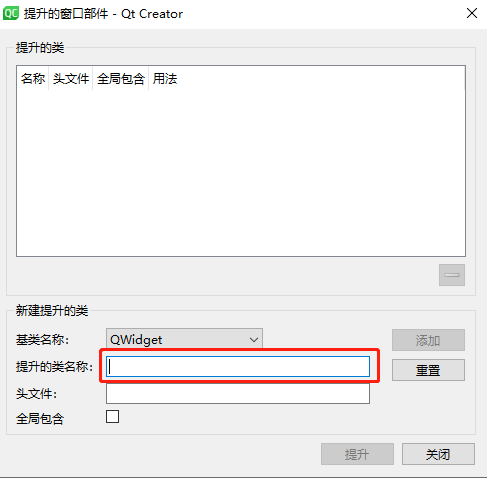 QC 提升的窗口部件 - Qt Creator
提升的类
名称 头文件 全局包含 用法
新建提升的类
基类名称: QWidget 添加
提升的类名称: 重置
头文件:
全局包含
提升 关闭